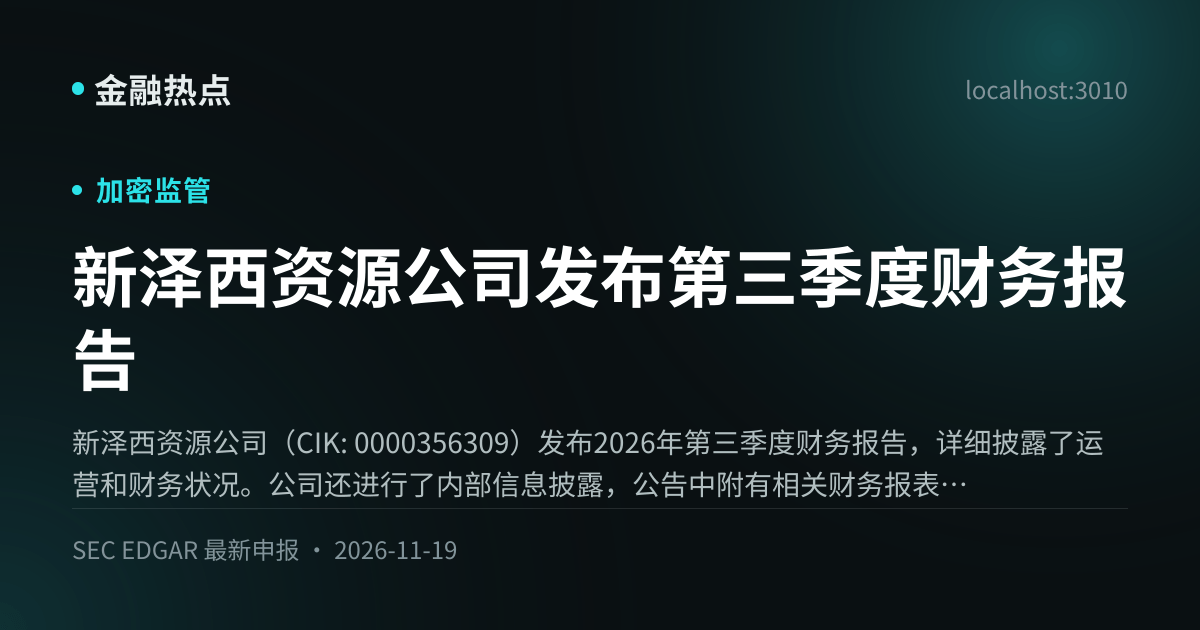 金融热点
localhost:3010
加密监管
新泽西资源公司发布第三季度财务报
告
新泽西资源公司（CIK: 0000356309）发布2026年第三季度财务报告，详细披露了运
营和财务状况。公司还进行了内部信息披露，公告中附有相关财务报表…
SEC EDGAR 最新申报 · 2026-11-19